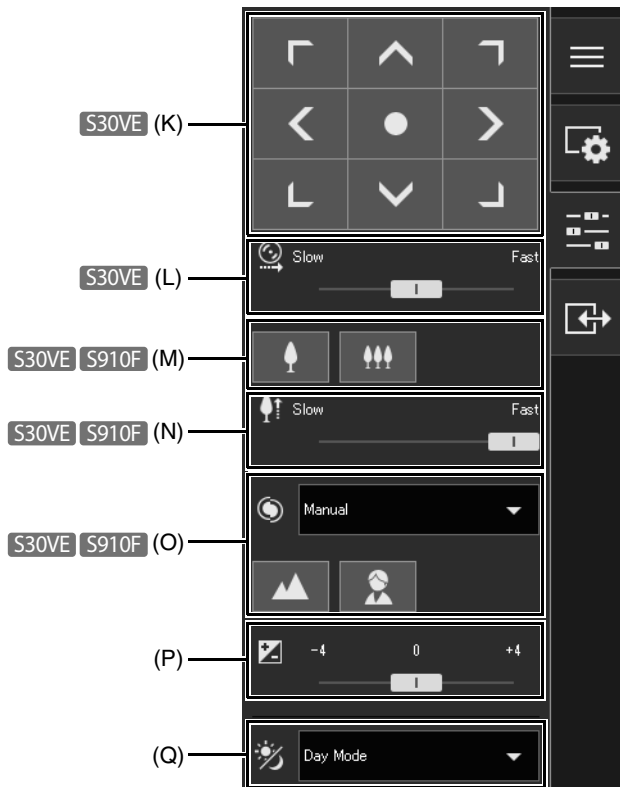 S30VE (K)
S30VE (L)
Slow Fast
S30VE S910F (M)
S30VE S910F (N)
Slow Fast
S30VE S910F (O)
Manual
(P)
−4 0 +4
(Q)
Day Mode